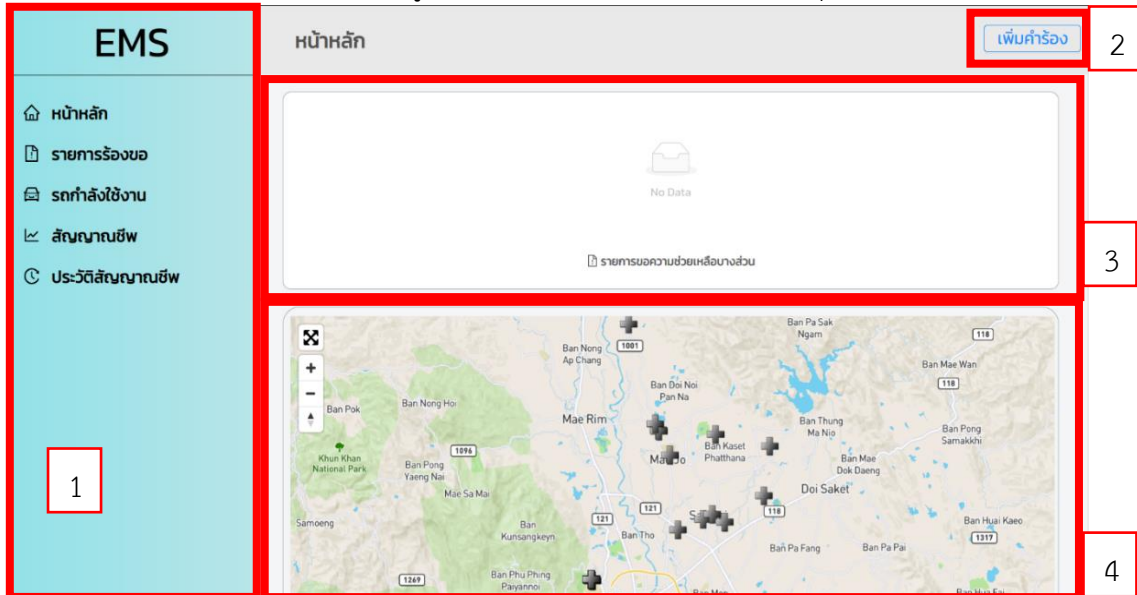 EMS
หน้าหลัก
รายการร้องขอ
รถกำลังใช้งาน
สัญญาณชีพ
ประวัติสัญญาณชีพ
1
หน้าหลัก
เพิ่มคำร้อง
2
No Data
รายการขอความช่วยเหลือบางส่วน
3
Ban Pa Sak
Ngam
118
1001
Ban Nong
Ap Chang
Ban Mae Wan
118
Ban Doi Noi
Pan Na
Ban Pok
Ban Nong Hoi
Mae Rim
Ban Thung
Ma Nio
Ban Pong
Samakkhi
1096
Ban Kaset
Phatthana
Khun Khan
National Park
Ban Pong
Yaeng Nai
Ban Mae
Dok Daeng
Mae Sa Mai
Doi Saket
121
121
118
Samoeng
Ban
Kunsangkeyn
Ban Tho
Ban Huai Kaeo
1317
Ban Pa Fang
Ban Pa Pai
1269
Ban Phu Phing
Paiyannoi
4